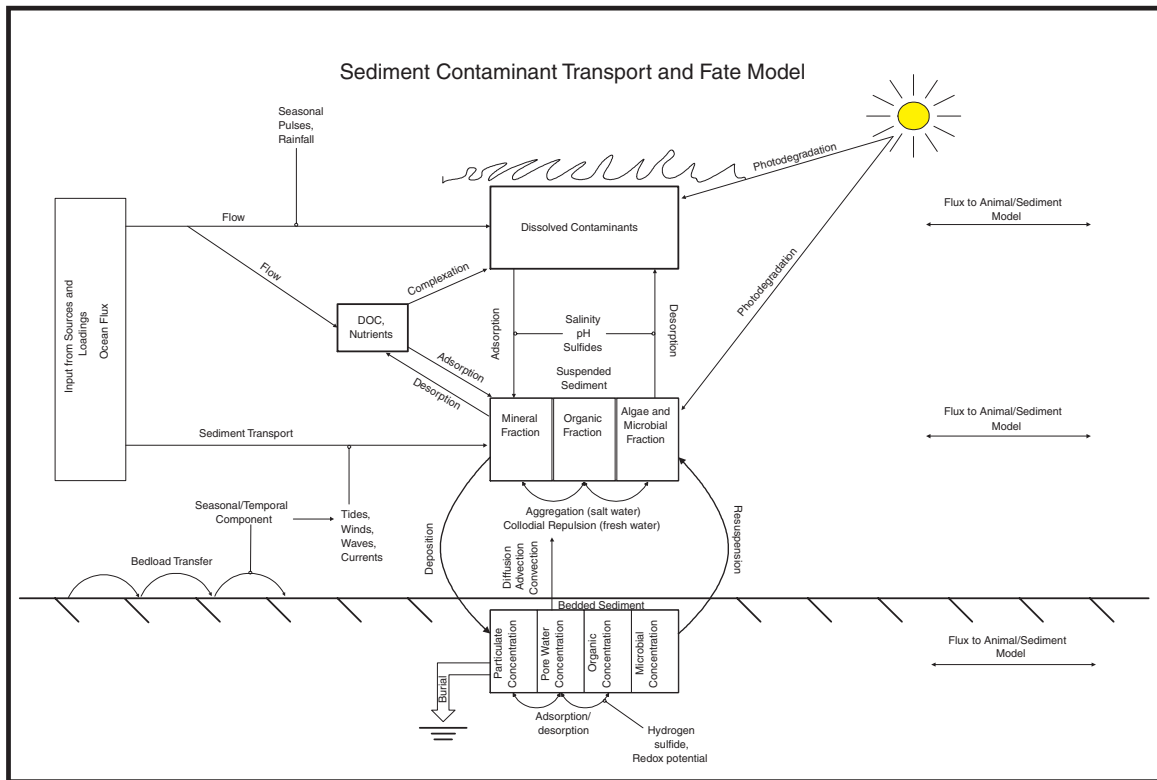 Sediment Contaminant Transport and Fate Model
Seasonal
Pulses,
Rainfall
Photodegradation
Flow
Dissolved Contaminants
Flux to Animal/Sediment
Model
Flow
Complexation
Photodegradation
Input from Sources and
Loadings
Ocean Flux
DOC,
Nutrients
Adsorption
Salinity
pH
Sulfides
Desorption
Adsorption
Desorption
Suspended
Sediment
Mineral
Fraction
Organic
Fraction
Algae and
Microbial
Fraction
Flux to Animal/Sediment
Model
Sediment Transport
Seasonal/Temporal
Component
Tides,
Winds,
Waves,
Currents
Aggregation (salt water)
Collodial Repulsion (fresh water)
Deposition
Resuspension
Diffusion
Advection
Convection
Bedload Transfer
Bedded Sediment
Particulate
Concentration
Pore Water
Concentration
Organic
Concentration
Microbial
Concentration
Flux to Animal/Sediment
Model
Burial
Adsorption/
desorption
Hydrogen
sulfide,
Redox potential